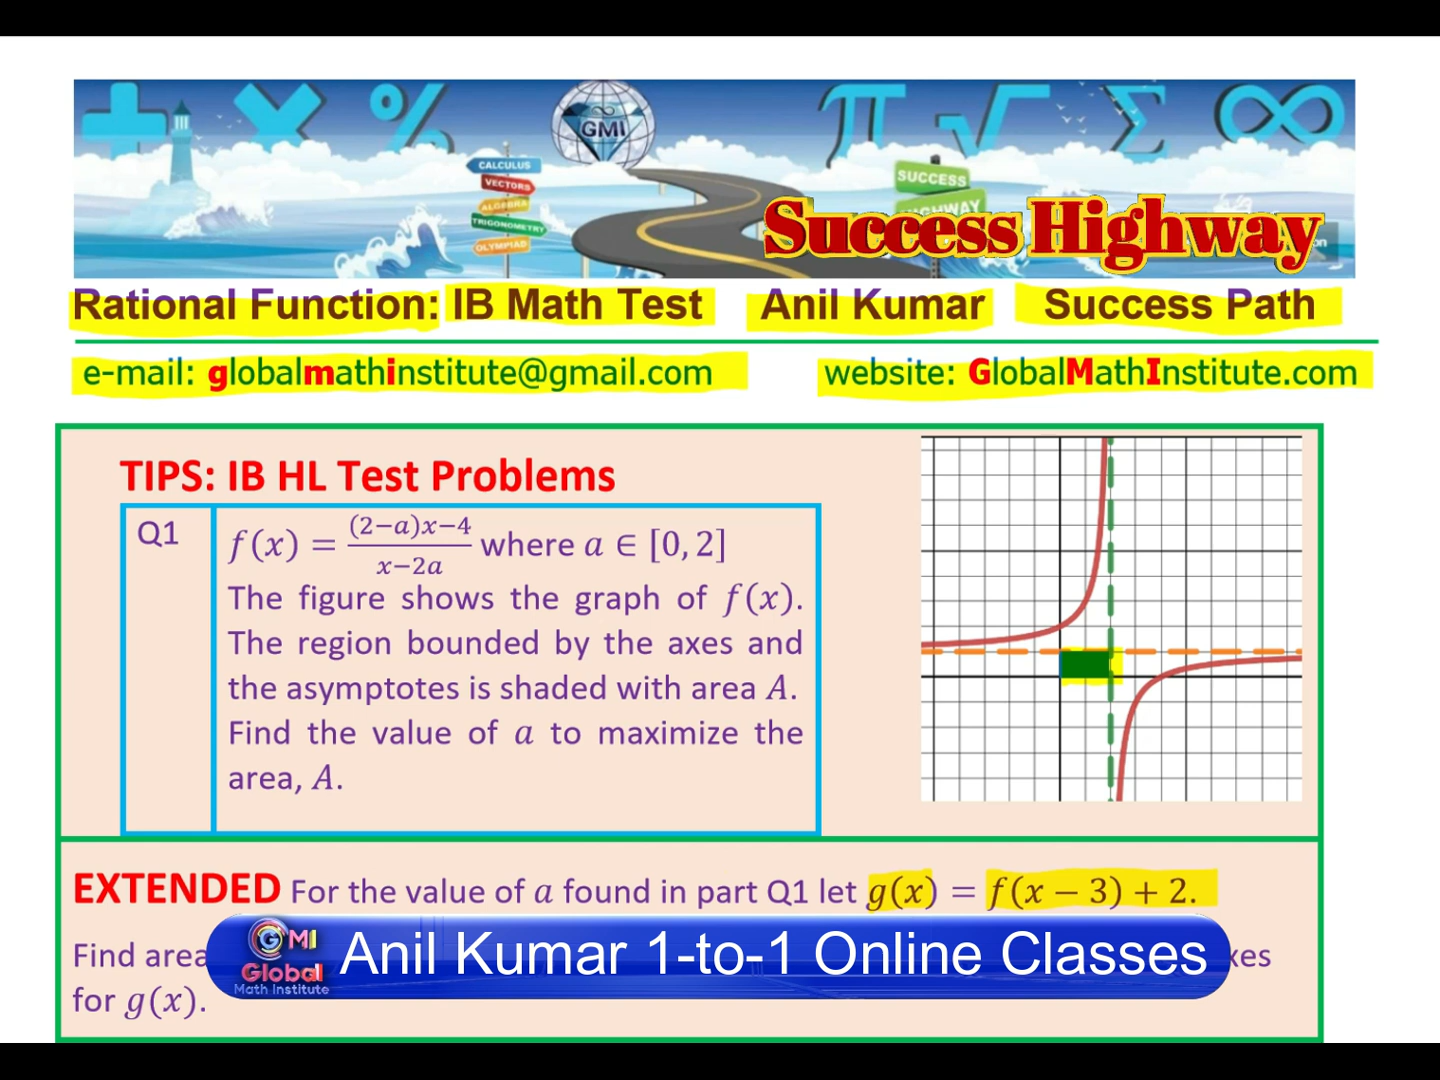 GMI
CALCULUS
VECTORS
ALGEBRA
TRIGONOMETRY
OLYMPIAD
SUCCESS
HIGHWAY
Success Highway
Rational Function: IB Math Test Anil Kumar Success Path
e-mail: globalmathinstitute@gmail.com website: GlobalMathInstitute.com
TIPS: IB HL Test Problems
Q1 f(x) = ((2−a)x−4)/(x−2a) where a ∈ [0, 2]
The figure shows the graph of f(x).
The region bounded by the axes and
the asymptotes is shaded with area A.
Find the value of a to maximize the
area, A.
EXTENDED For the value of a found in part Q1 let g(x) = f(x − 3) + 2.
Find area
for g(x).
GMI Global Math Institute
Anil Kumar 1-to-1 Online Classes